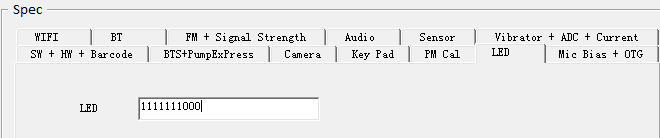 Spec
WIFI BT FM + Signal Strength Audio Sensor Vibrator + ADC + Current
SW + HW + Barcode BTS+PumpExPress Camera Key Pad PM Cal LED Mic Bias + OTG
LED 1111111000